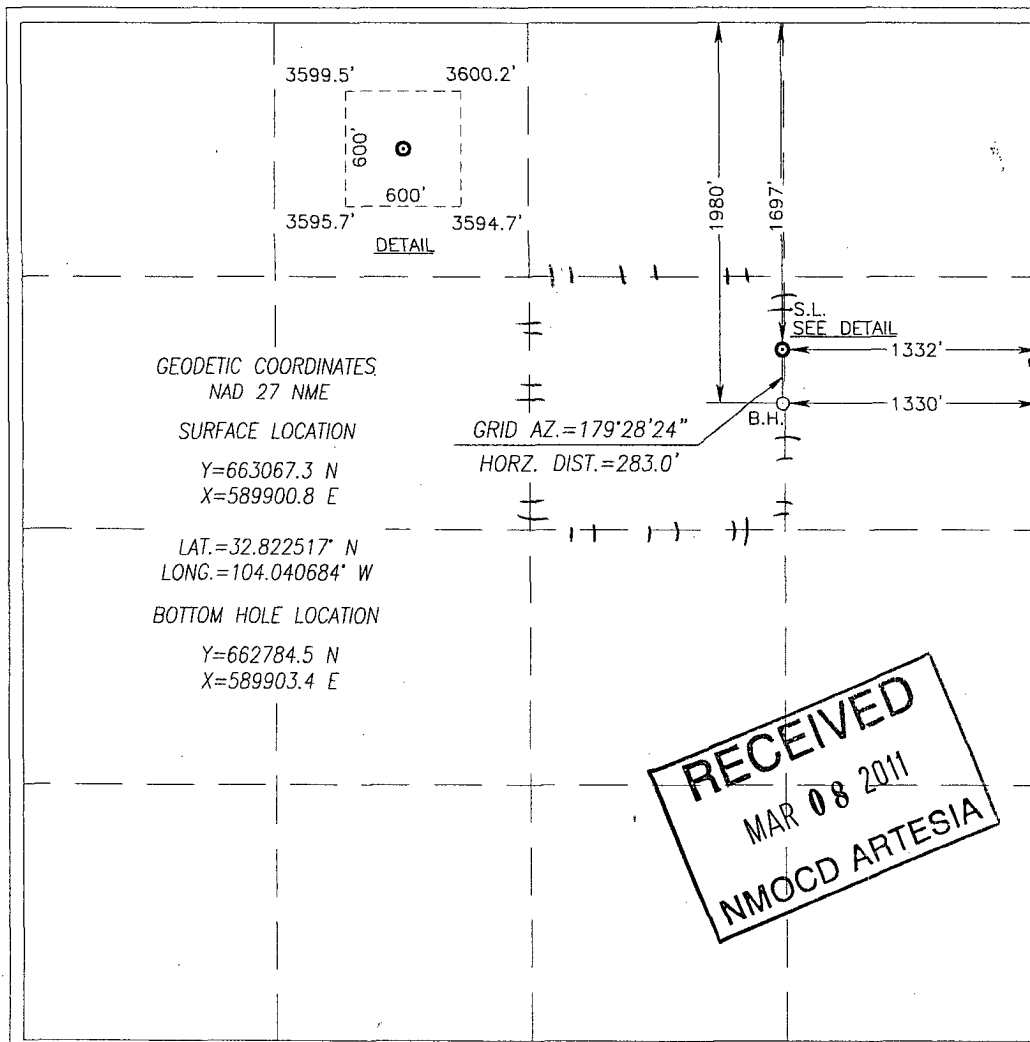 3599.5' 3600.2'
600'
600'
3595.7' 3594.7'
DETAIL
1980'
1697'
S.L.
SEE DETAIL
1332'
1330'
B.H.
GRID AZ.=179°28'24"
HORZ. DIST.=283.0'
GEODETIC COORDINATES
NAD 27 NME
SURFACE LOCATION
Y=663067.3 N
X=589900.8 E
LAT.=32.822517° N
LONG.=104.040684° W
BOTTOM HOLE LOCATION
Y=662784.5 N
X=589903.4 E
RECEIVED
MAR 08 2011
NMOCD ARTESIA